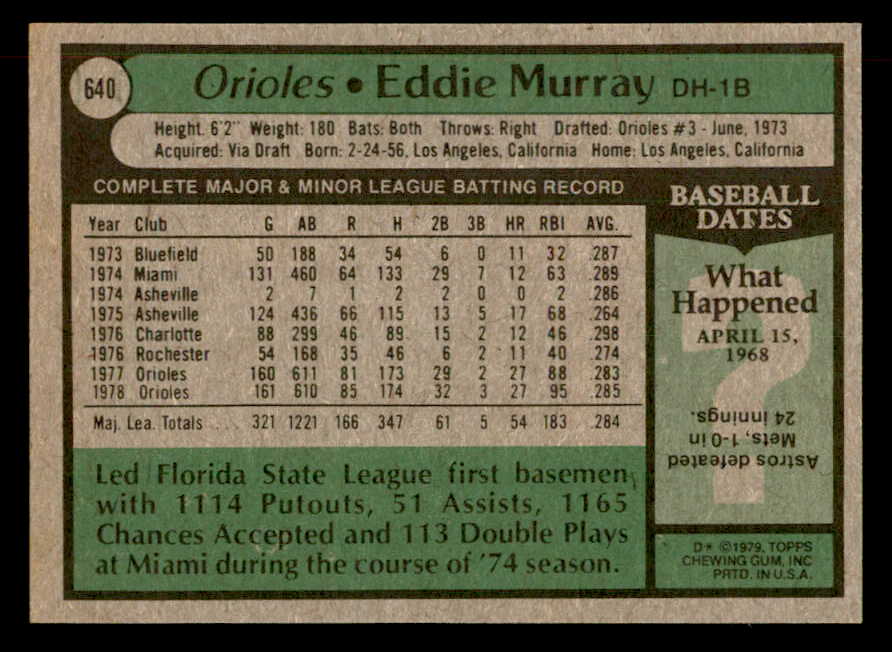 640
Orioles • Eddie Murray DH-1B
Height. 6'2" Weight: 180 Bats: Both Throws: Right Drafted: Orioles #3 - June, 1973
Acquired: Via Draft Born: 2-24-56, Los Angeles, California Home: Los Angeles, California
COMPLETE MAJOR & MINOR LEAGUE BATTING RECORD
Year Club G AB R H 2B 3B HR RBI AVG.
1973 Bluefield 50 188 34 54 6 0 11 32 .287
1974 Miami 131 460 64 133 29 7 12 63 .289
1974 Asheville 2 7 1 2 2 0 0 2 .286
1975 Asheville 124 436 66 115 13 5 17 68 .264
1976 Charlotte 88 299 46 89 15 2 12 46 .298
1976 Rochester 54 168 35 46 6 2 11 40 .274
1977 Orioles 160 611 81 173 29 2 27 88 .283
1978 Orioles 161 610 85 174 32 3 27 95 .285
Maj. Lea. Totals 321 1221 166 347 61 5 54 183 .284
Led Florida State League first basemen
with 1114 Putouts, 51 Assists, 1165
Chances Accepted and 113 Double Plays
at Miami during the course of '74 season.
BASEBALL
DATES
What
Happened
APRIL 15,
1968
?
Astros defeated
Mets, 1-0 in
24 innings.
D* ©1979, TOPPS
CHEWING GUM, INC
PRTD. IN U.S.A.